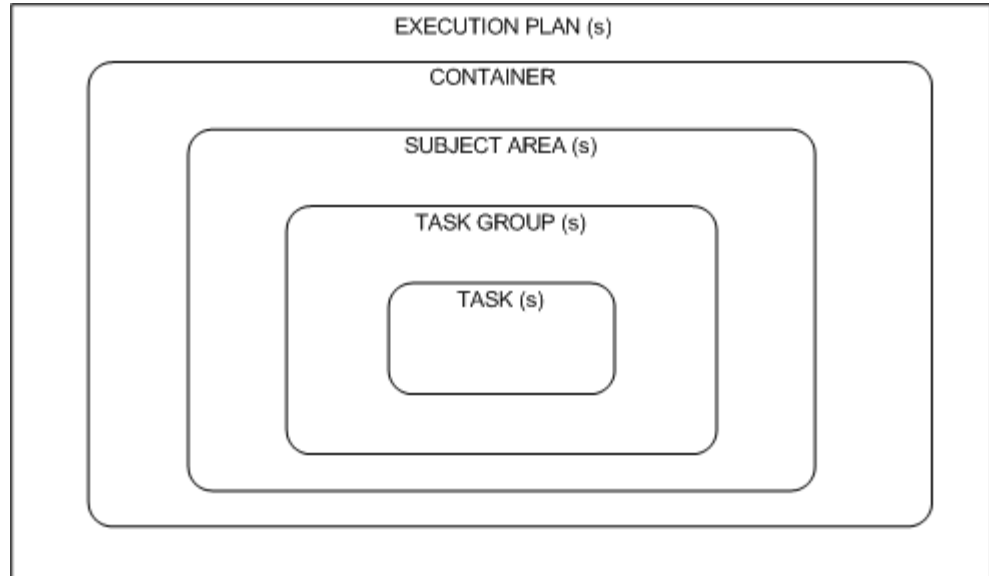 EXECUTION PLAN (s)
CONTAINER
SUBJECT AREA (s)
TASK GROUP (s)
TASK (s)